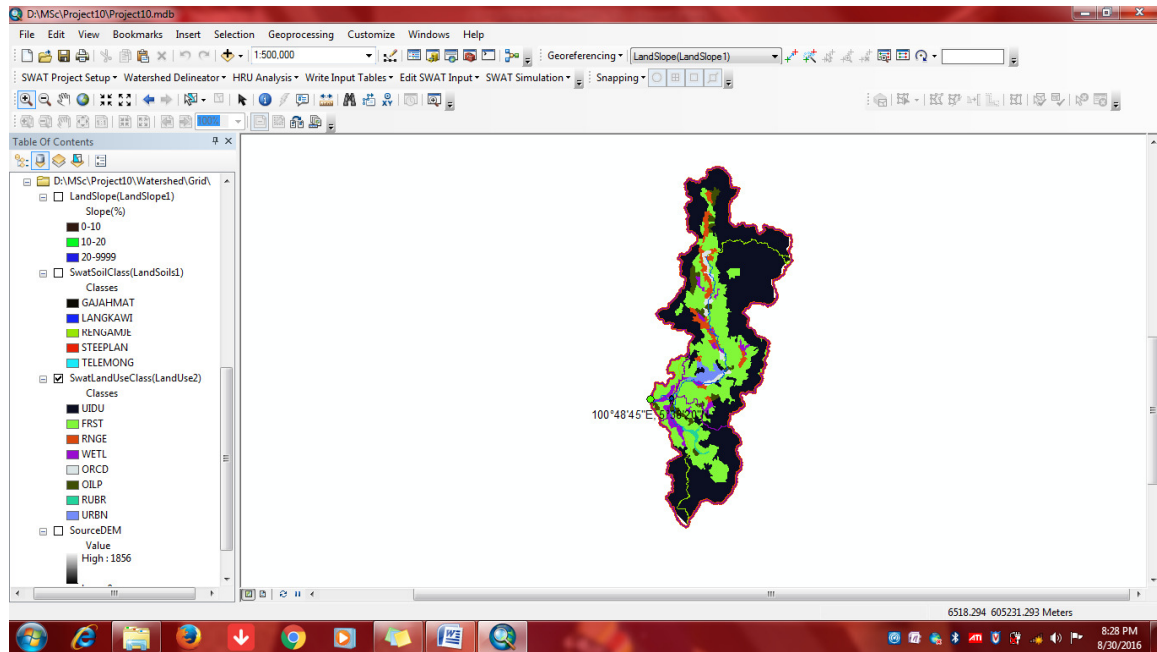 D:\MSc\Project10\Project10.mdb
File Edit View Bookmarks Insert Selection Geoprocessing Customize Windows Help
1:500,000 Georeferencing LandSlope(LandSlope1)
SWAT Project Setup Watershed Delineator HRU Analysis Write Input Tables Edit SWAT Input SWAT Simulation Snapping
100%
Table Of Contents
D:\MSc\Project10\Watershed\Grid\
LandSlope(LandSlope1)
Slope(%)
0-10
10-20
20-9999
SwatSoilClass(LandSoils1)
Classes
GAJAHMAT
LANGKAWI
RENGAMJE
STEEPLAN
TELEMONG
SwatLandUseClass(LandUse2)
Classes
UIDU
FRST
RNGE
WETL
ORCD
OILP
RUBR
URBN
SourceDEM
Value
High : 1856
100°48'45"E,
6518.294 605231.293 Meters
8:28 PM
8/30/2016